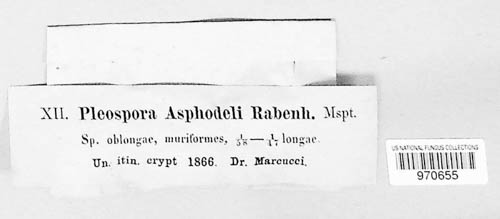 XII. Pleospora Asphodeli Rabenh. Mspt.
Sp. oblongae, muriformes, 1/58—1/47 longae.
Un. itin. crypt 1866. Dr. Marcucci.
US NATIONAL FUNGUS COLLECTIONS
970655